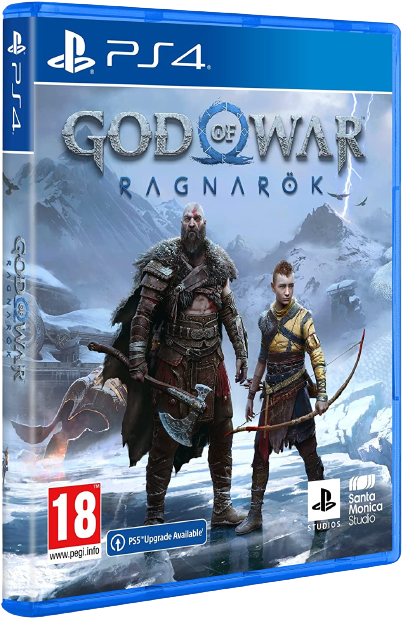 PS4
PS4
GOD OF WAR
RAGNARÖK
GOD OF WAR
RAGNARÖK
18
www.pegi.info
PS5™ Upgrade Available
STUDIOS
Santa
Monica
Studio